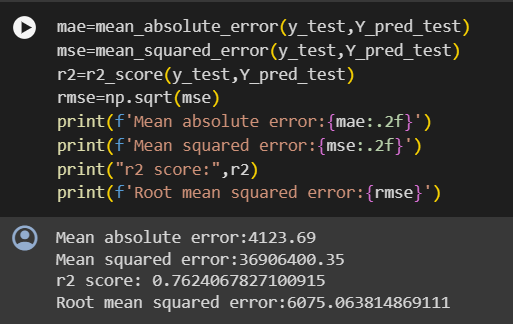 mae=mean_absolute_error(y_test,Y_pred_test)
mse=mean_squared_error(y_test,Y_pred_test)
r2=r2_score(y_test,Y_pred_test)
rmse=np.sqrt(mse)
print(f'Mean absolute error:{mae:.2f}')
print(f'Mean squared error:{mse:.2f}')
print("r2 score:",r2)
print(f'Root mean squared error:{rmse}')
Mean absolute error:4123.69
Mean squared error:36906400.35
r2 score: 0.7624067827100915
Root mean squared error:6075.063814869111